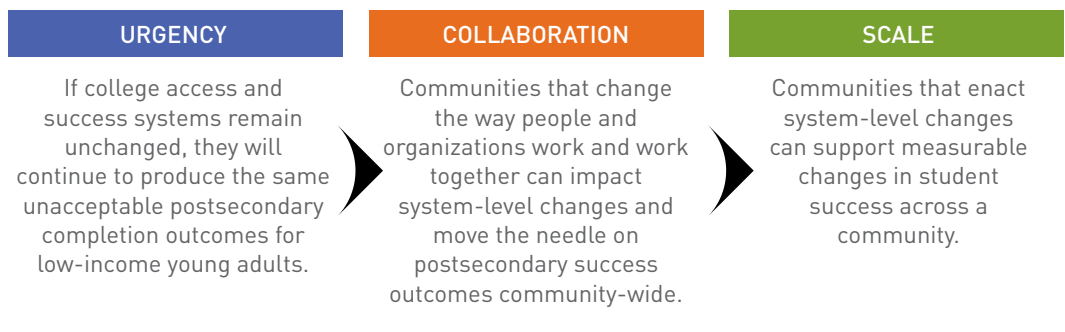 URGENCY
If college access and
success systems remain
unchanged, they will
continue to produce the same
unacceptable postsecondary
completion outcomes for
low-income young adults.
COLLABORATION
Communities that change
the way people and
organizations work and work
together can impact
system-level changes and
move the needle on
postsecondary success
outcomes community-wide.
SCALE
Communities that enact
system-level changes
can support measurable
changes in student
success across a
community.